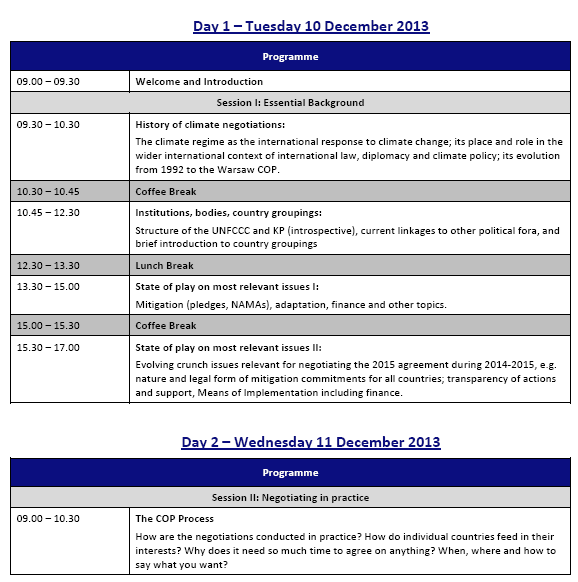 Day 1 – Tuesday 10 December 2013
Programme
09.00 – 09.30 Welcome and Introduction
Session I: Essential Background
09.30 – 10.30 History of climate negotiations:
The climate regime as the international response to climate change; its place and role in the
wider international context of international law, diplomacy and climate policy; its evolution
from 1992 to the Warsaw COP.
10.30 – 10.45 Coffee Break
10.45 – 12.30 Institutions, bodies, country groupings:
Structure of the UNFCCC and KP (introspective), current linkages to other political fora, and
brief introduction to country groupings
12.30 – 13.30 Lunch Break
13.30 – 15.00 State of play on most relevant issues I:
Mitigation (pledges, NAMAs), adaptation, finance and other topics.
15.00 – 15.30 Coffee Break
15.30 – 17.00 State of play on most relevant issues II:
Evolving crunch issues relevant for negotiating the 2015 agreement during 2014-2015, e.g.
nature and legal form of mitigation commitments for all countries; transparency of actions
and support, Means of Implementation including finance.
Day 2 – Wednesday 11 December 2013
Programme
Session II: Negotiating in practice
09.00 – 10.30 The COP Process
How are the negotiations conducted in practice? How do individual countries feed in their
interests? Why does it need so much time to agree on anything? When, where and how to
say what you want?